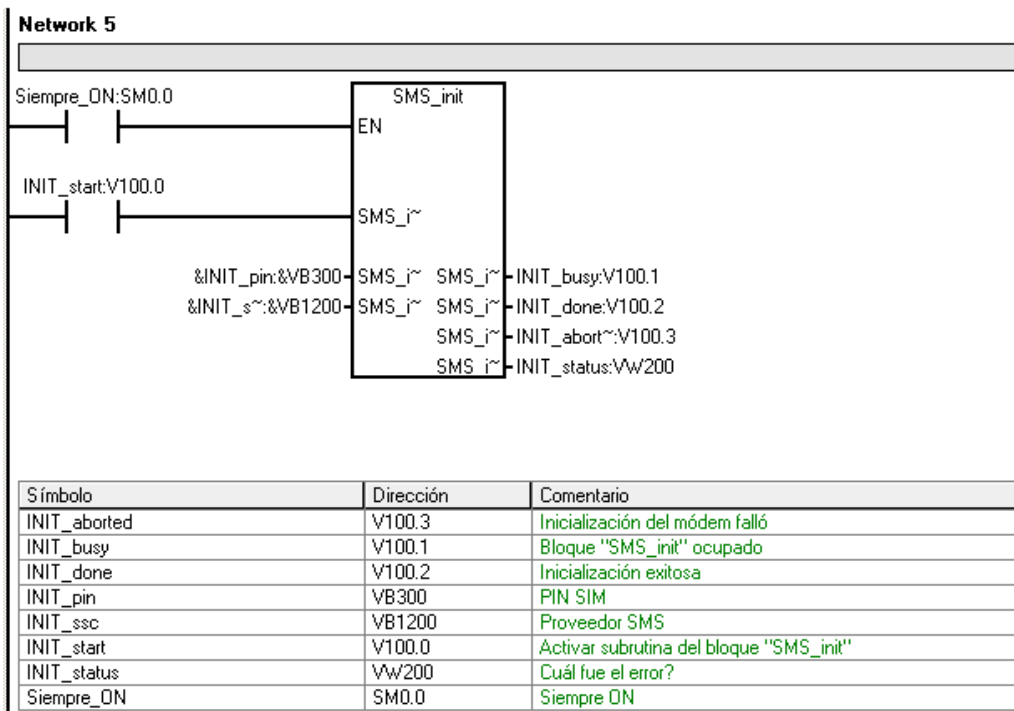 Network 5
Siempre_ON:SM0.0
SMS_init
EN
INIT_start:V100.0
SMS_i~
&INIT_pin:&VB300 SMS_i~ SMS_i~ INIT_busy:V100.1
&INIT_s~:&VB1200 SMS_i~ SMS_i~ INIT_done:V100.2
SMS_i~ INIT_abort~:V100.3
SMS_i~ INIT_status:VW200
Símbolo Dirección Comentario
INIT_aborted V100.3 Inicialización del módem falló
INIT_busy V100.1 Bloque "SMS_init" ocupado
INIT_done V100.2 Inicialización exitosa
INIT_pin VB300 PIN SIM
INIT_ssc VB1200 Proveedor SMS
INIT_start V100.0 Activar subrutina del bloque "SMS_init"
INIT_status VW200 Cuál fue el error?
Siempre_ON SM0.0 Siempre ON